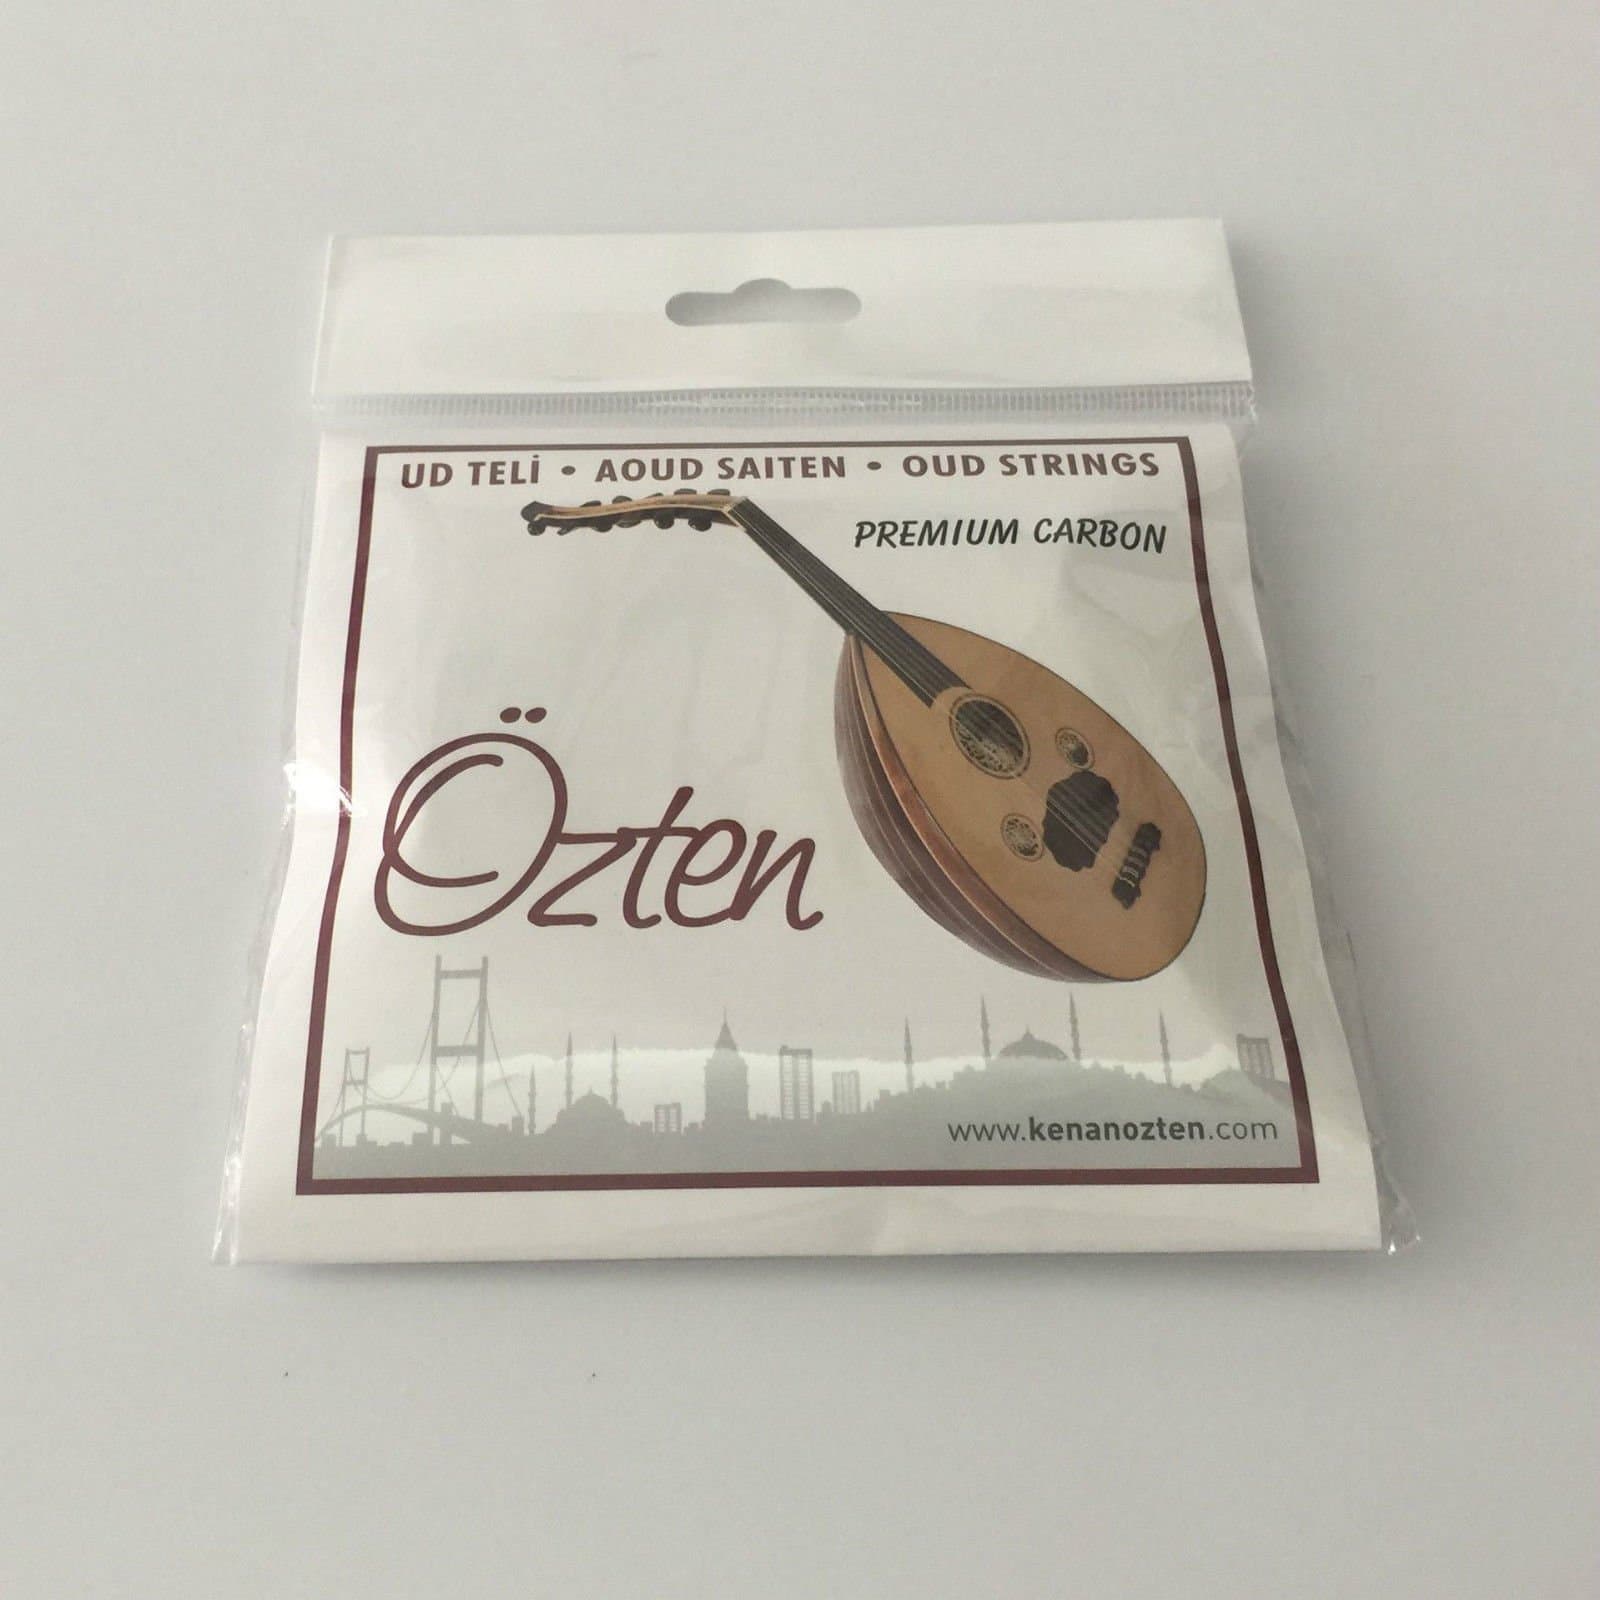 UD TELİ • AOUD SAITEN • OUD STRINGS
PREMIUM CARBON
Özten
www.kenanozten.com